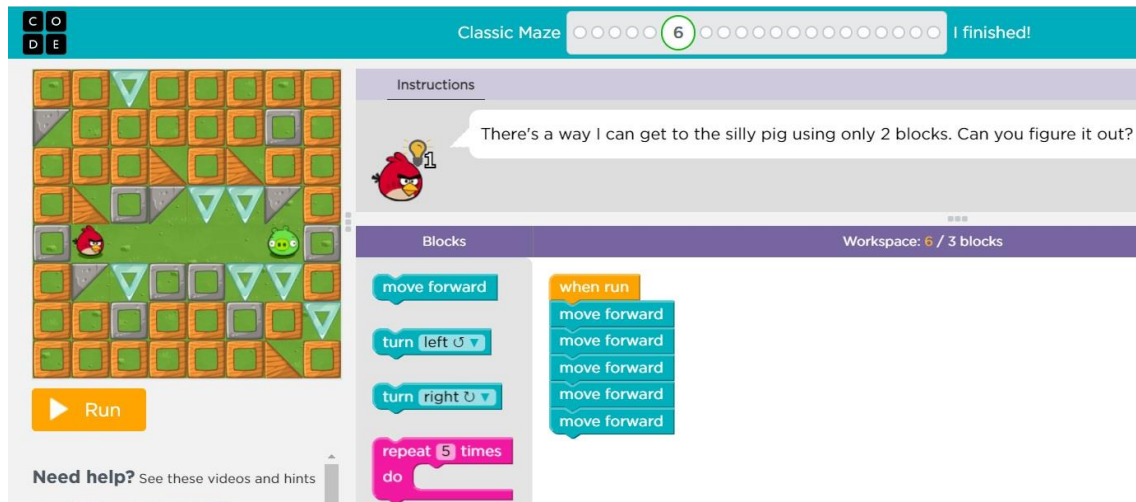 C O
D E
Classic Maze
6
I finished!
Instructions
1
There's a way I can get to the silly pig using only 2 blocks. Can you figure it out?
Blocks
Workspace: 6 / 3 blocks
move forward
turn left ↺ ▼
turn right ↻ ▼
repeat 5 times
do
when run
move forward
move forward
move forward
move forward
move forward
Run
Need help? See these videos and hints